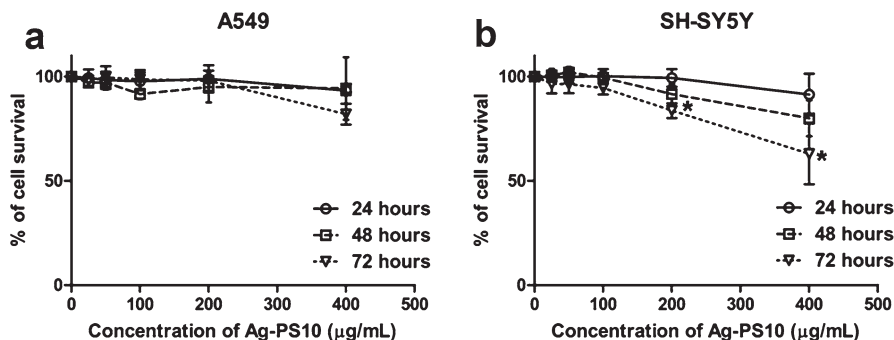 a
A549
% of cell survival
100
50
0
24 hours
48 hours
72 hours
0
100
200
300
400
500
Concentration of Ag-PS10 (μg/mL)
b
SH-SY5Y
% of cell survival
100
50
0
*
*
24 hours
48 hours
72 hours
0
100
200
300
400
500
Concentration of Ag-PS10 (μg/mL)